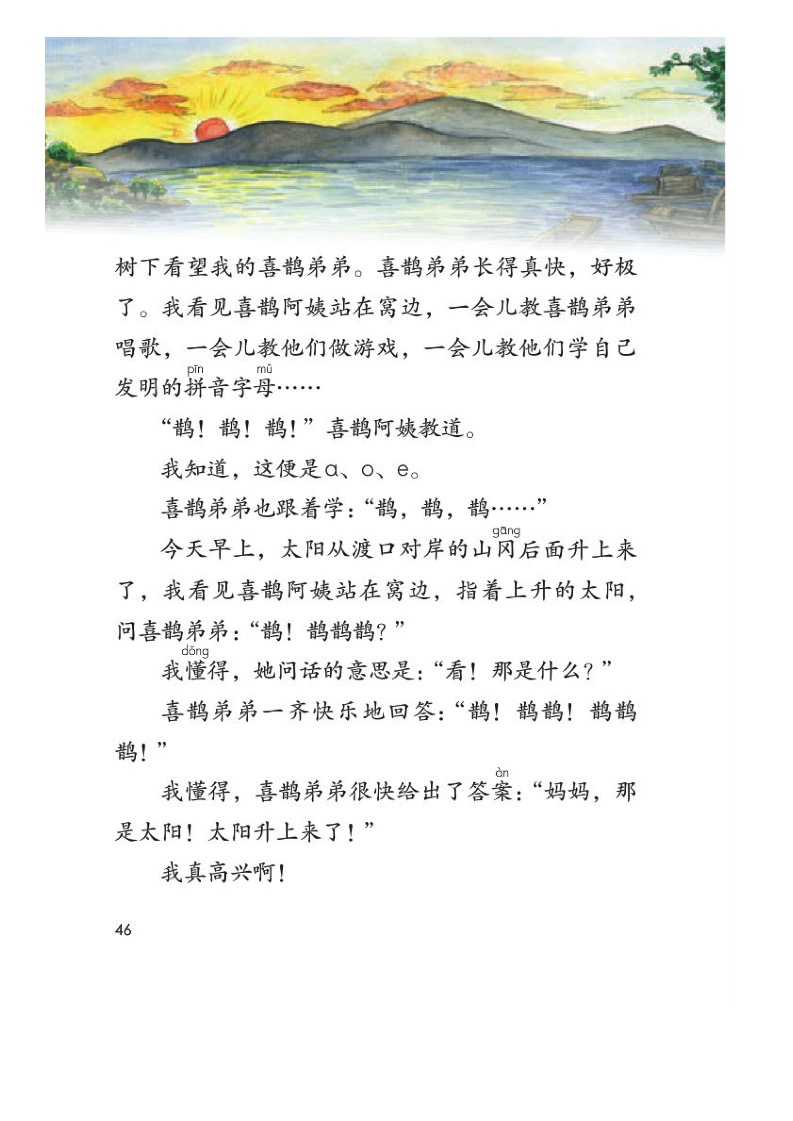 树下看望我的喜鹊弟弟。喜鹊弟弟长得真快，好极
了。我看见喜鹊阿姨站在窝边，一会儿教喜鹊弟弟
唱歌，一会儿教他们做游戏，一会儿教他们学自己
pīn mǔ
发明的拼音字母……
“鹊！鹊！鹊！”喜鹊阿姨教道。
我知道，这便是ɑ、o、e。
喜鹊弟弟也跟着学：“鹊，鹊，鹊……”
gāng
今天早上，太阳从渡口对岸的山冈后面升上来
了，我看见喜鹊阿姨站在窝边，指着上升的太阳，
问喜鹊弟弟：“鹊！鹊鹊鹊？”
dǒng
我懂得，她问话的意思是：“看！那是什么？”
喜鹊弟弟一齐快乐地回答：“鹊！鹊鹊！鹊鹊
鹊！”
àn
我懂得，喜鹊弟弟很快给出了答案：“妈妈，那
是太阳！太阳升上来了！”
我真高兴啊！
46